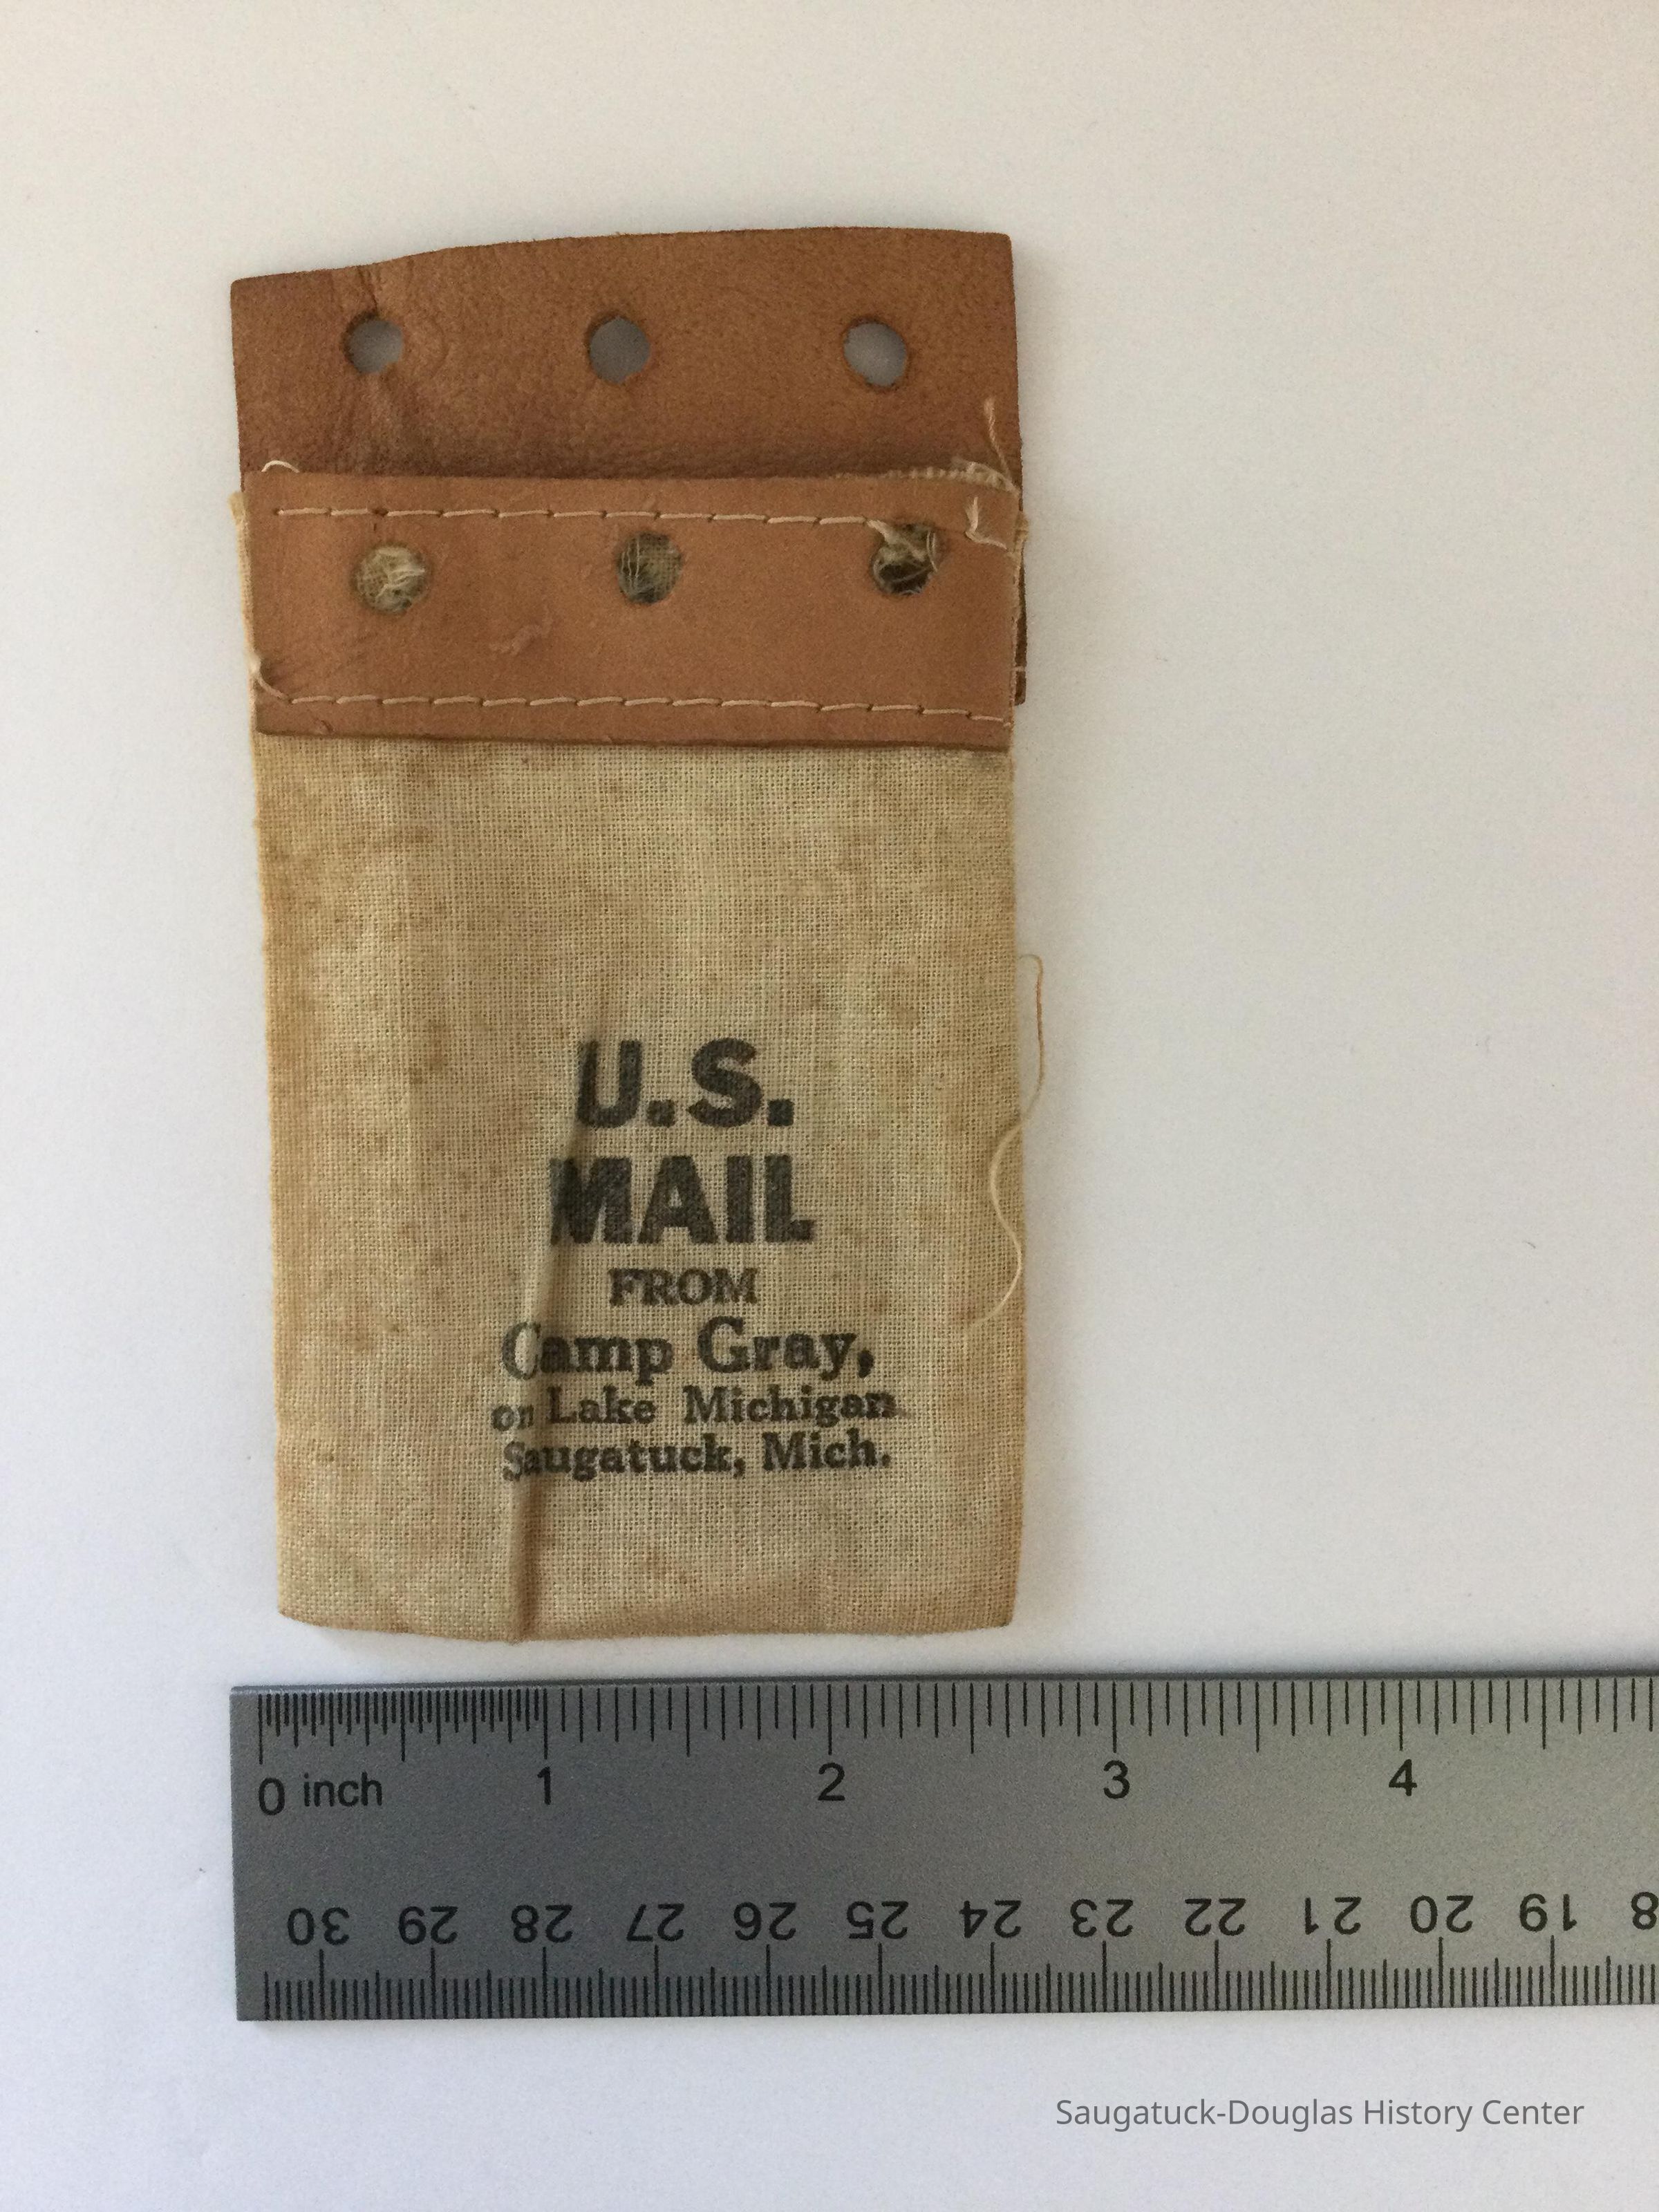 U.S.
MAIL
FROM
Camp Gray,
on Lake Michigan
Saugatuck, Mich.
0 inch 1 2 3 4
30 29 28 27 26 25 24 23 22 21 20 19 8
Saugatuck-Douglas History Center